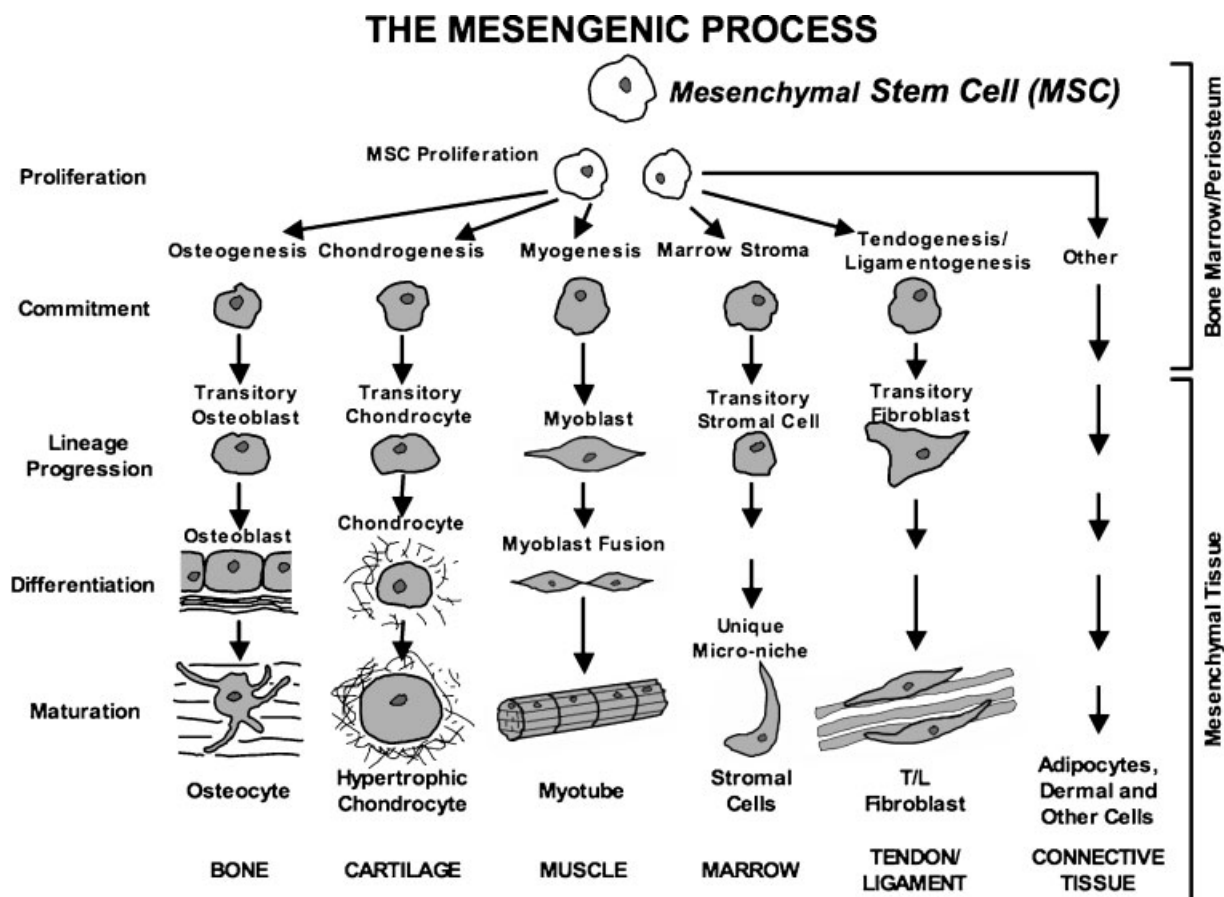 THE MESENGENIC PROCESS
Mesenchymal Stem Cell (MSC)
MSC Proliferation
Proliferation
Osteogenesis
Chondrogenesis
Myogenesis
Marrow Stroma
Tendogenesis/
Ligamentogenesis
Other
Commitment
Transitory
Osteoblast
Transitory
Chondrocyte
Myoblast
Transitory
Stromal Cell
Transitory
Fibroblast
Lineage
Progression
Osteoblast
Chondrocyte
Myoblast Fusion
Differentiation
Unique
Micro-niche
Maturation
Osteocyte
Hypertrophic
Chondrocyte
Myotube
Stromal
Cells
T/L
Fibroblast
Adipocytes,
Dermal and
Other Cells
BONE
CARTILAGE
MUSCLE
MARROW
TENDON/
LIGAMENT
CONNECTIVE
TISSUE
Bone Marrow/Periosteum
Mesenchymal Tissue